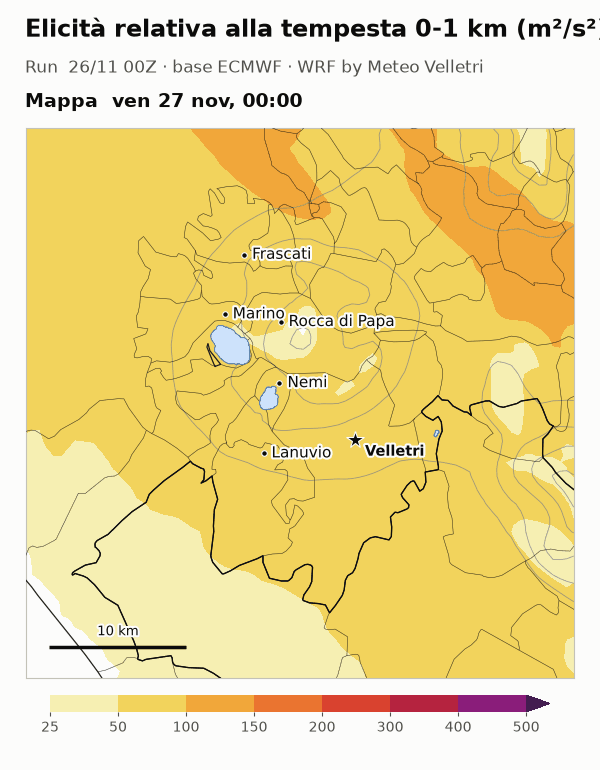 Elicità relativa alla tempesta 0-1 km (m²/s²)
Run 26/11 00Z · base ECMWF · WRF by Meteo Velletri
Mappa ven 27 nov, 00:00
Frascati
Marino
Rocca di Papa
Nemi
Velletri
Lanuvio
10 km
25 50 100 150 200 300 400 500